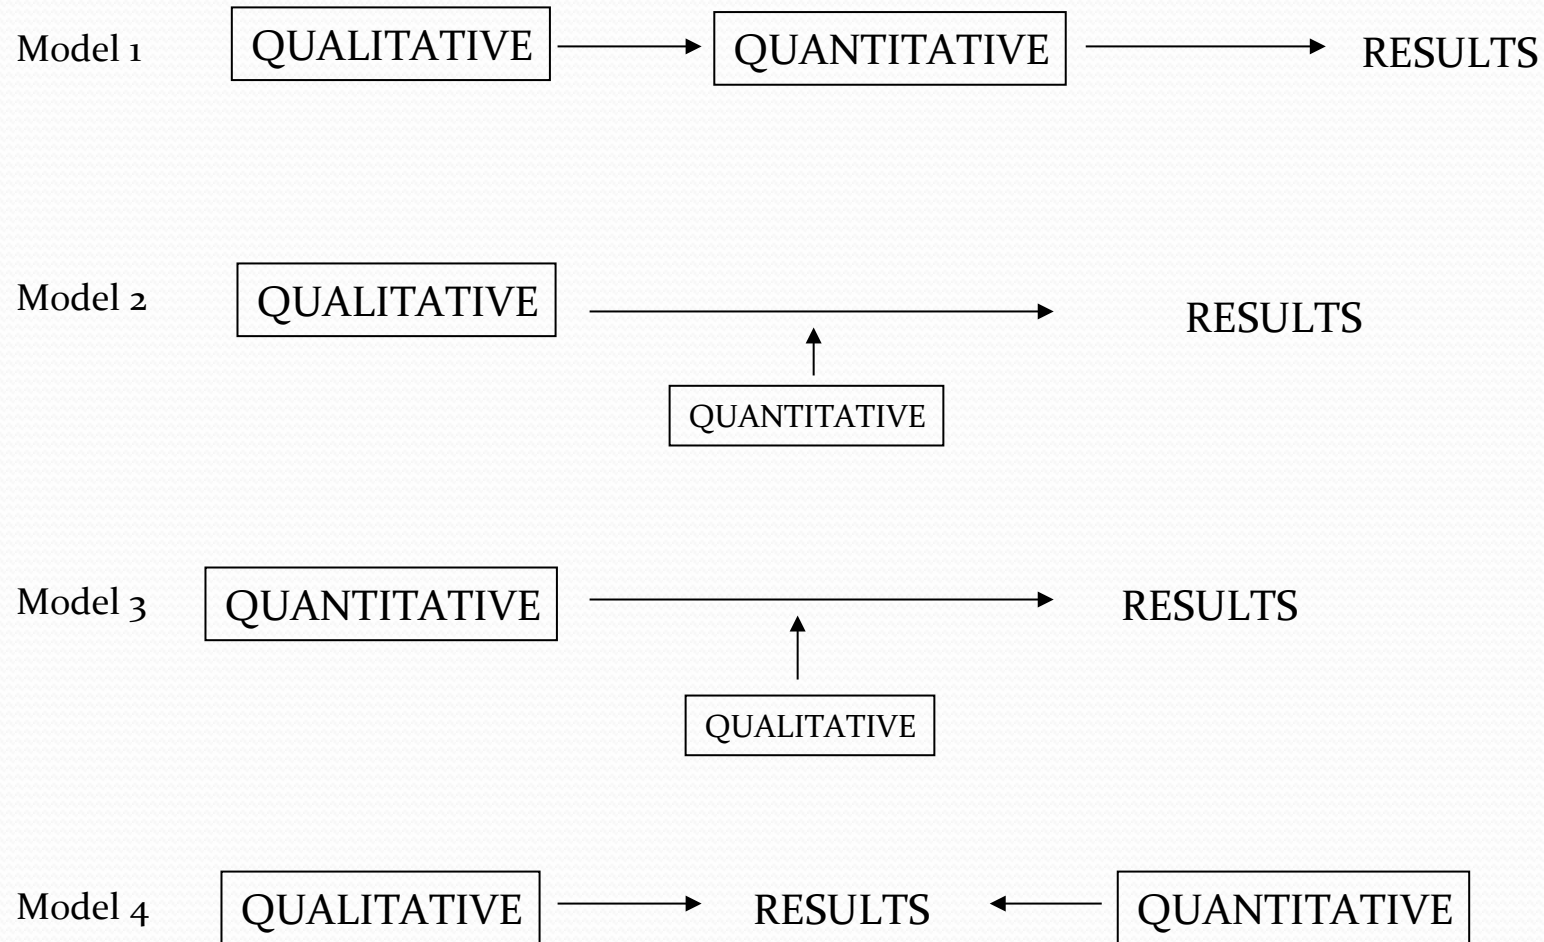 Model 1 QUALITATIVE QUANTITATIVE RESULTS
Model 2 QUALITATIVE RESULTS
QUANTITATIVE
Model 3 QUANTITATIVE RESULTS
QUALITATIVE
Model 4 QUALITATIVE RESULTS QUANTITATIVE